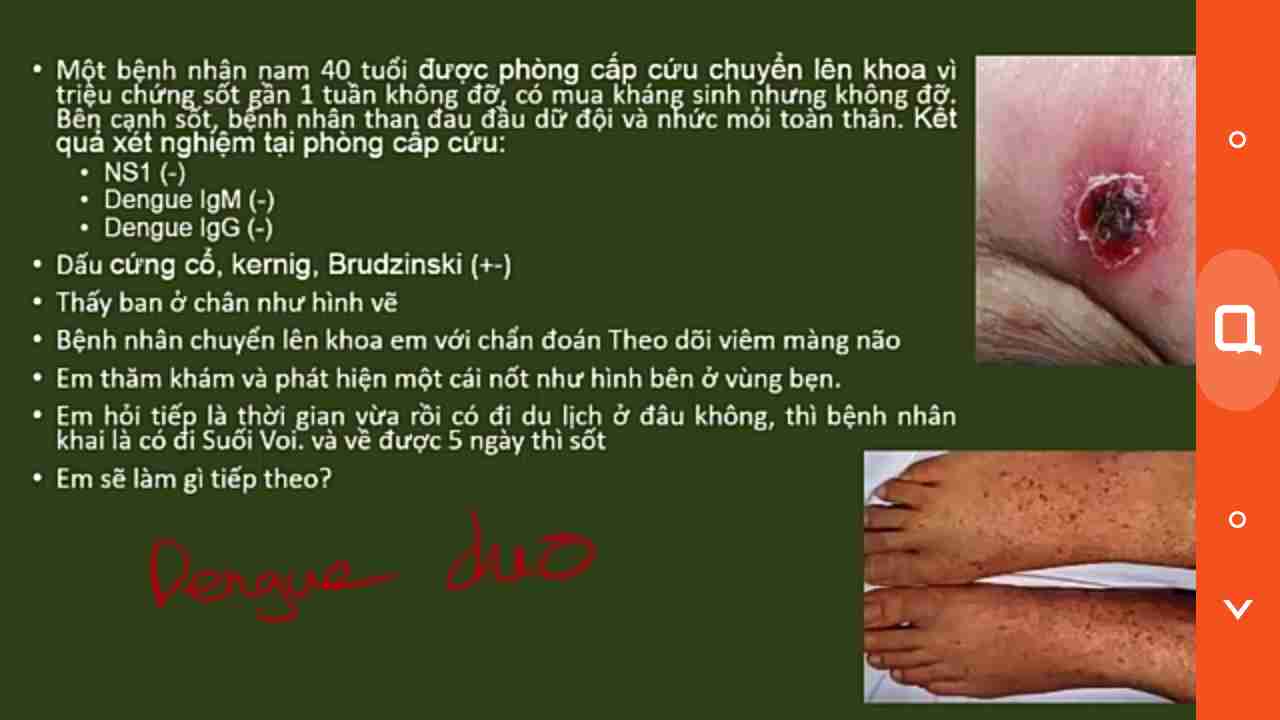 • Một bệnh nhân nam 40 tuổi được phòng cấp cứu chuyển lên khoa vì
triệu chứng sốt gần 1 tuần không đỡ, có mua kháng sinh nhưng không đỡ.
Bên cạnh sốt, bệnh nhân than đau đầu dữ đội và nhức mỏi toàn thân. Kết
quả xét nghiệm tại phòng cấp cứu:
• NS1 (-)
• Dengue IgM (-)
• Dengue IgG (-)
• Dấu cứng cổ, kernig, Brudzinski (+-)
• Thấy ban ở chân như hình vẽ
• Bệnh nhân chuyển lên khoa em với chẩn đoán Theo dõi viêm màng não
• Em thăm khám và phát hiện một cái nốt như hình bên ở vùng bẹn.
• Em hỏi tiếp là thời gian vừa rồi có đi du lịch ở đâu không, thì bệnh nhân
khai là có đi Suối Voi. và về được 5 ngày thì sốt
• Em sẽ làm gì tiếp theo?
Dengue duo